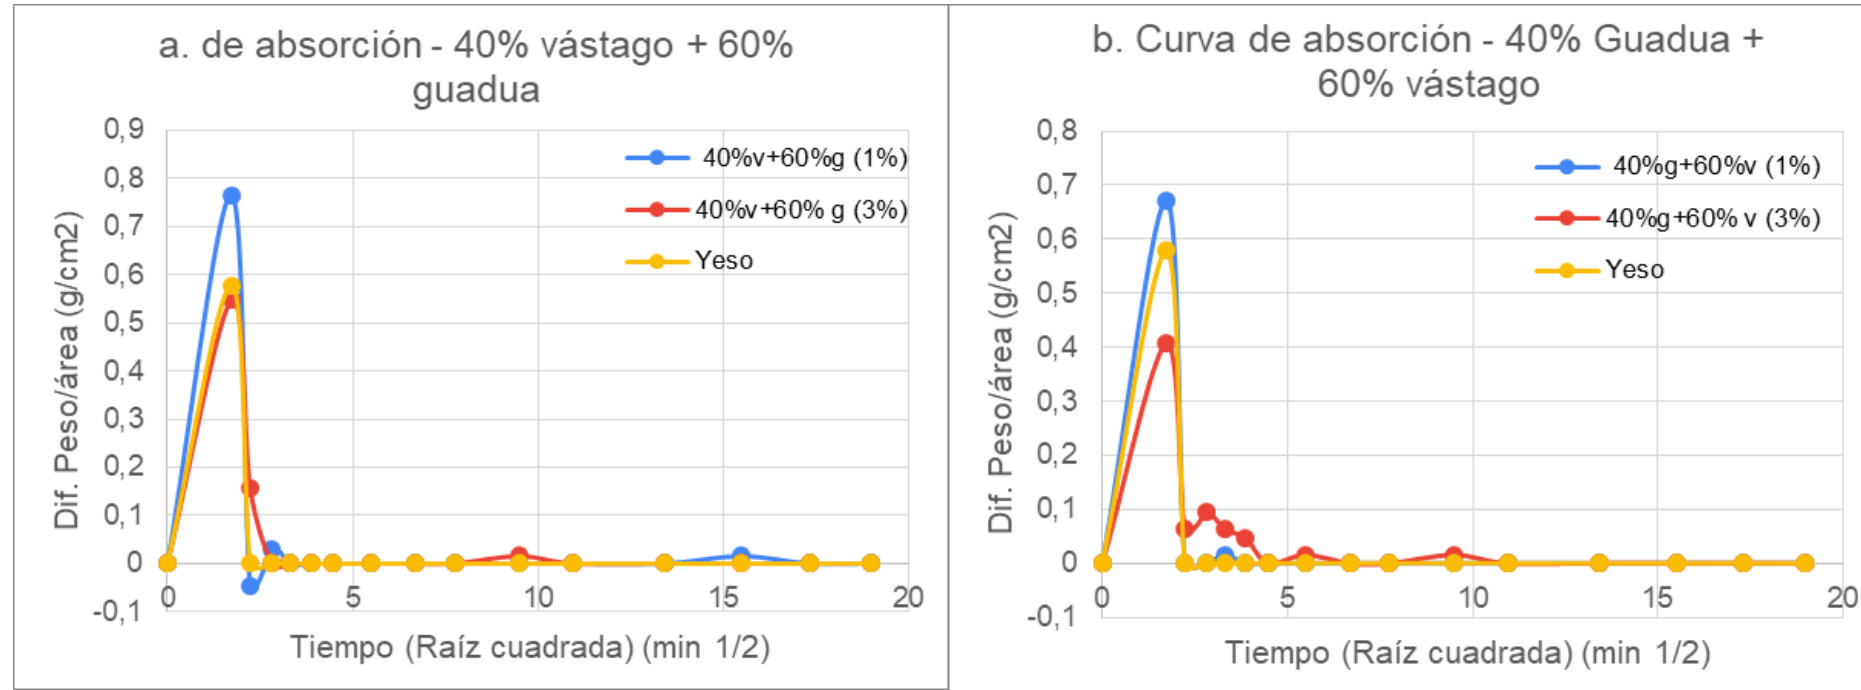 a. de absorción - 40% vástago + 60%
guadua
0,9
0,8
0,7
0,6
0,5
0,4
0,3
0,2
0,1
0
-0,1
0
5
10
15
20
Dif. Peso/área (g/cm2)
Tiempo (Raíz cuadrada) (min 1/2)
40%v+60%g (1%)
40%v+60% g (3%)
Yeso
b. Curva de absorción - 40% Guadua +
60% vástago
0,8
0,7
0,6
0,5
0,4
0,3
0,2
0,1
0
-0,1
0
5
10
15
20
Dif. Peso/área (g/cm2)
Tiempo (Raíz cuadrada) (min 1/2)
40%g+60%v (1%)
40%g+60% v (3%)
Yeso